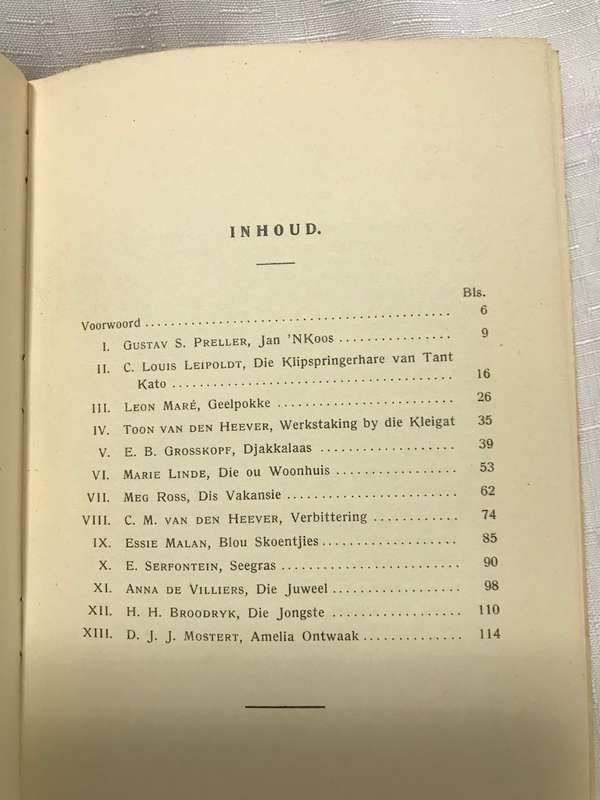 INHOUD.
Bls.
Voorwoord ........................................ 6
I. GUSTAV S. PRELLER, Jan 'NKoos ................ 9
II. C. LOUIS LEIPOLDT, Die Klipspringerhare van Tant
Kato ........................................ 16
III. LEON MARÉ, Geelpokke ......................... 26
IV. TOON VAN DEN HEEVER, Werkstaking by die Kleigat 35
V. E. B. GROSSKOPF, Djakkalaas .................... 39
VI. MARIE LINDE, Die ou Woonhuis ................. 53
VII. MEG ROSS, Dis Vakansie ........................ 62
VIII. C. M. VAN DEN HEEVER, Verbittering ............ 74
IX. ESSIE MALAN, Blou Skoentjies .................... 85
X. E. SERFONTEIN, Seegras ......................... 90
XI. ANNA DE VILLIERS, Die Juweel .................. 98
XII. H. H. BROODRYK, Die Jongste ................. 110
XIII. D. J. J. MOSTERT, Amelia Ontwaak .............. 114